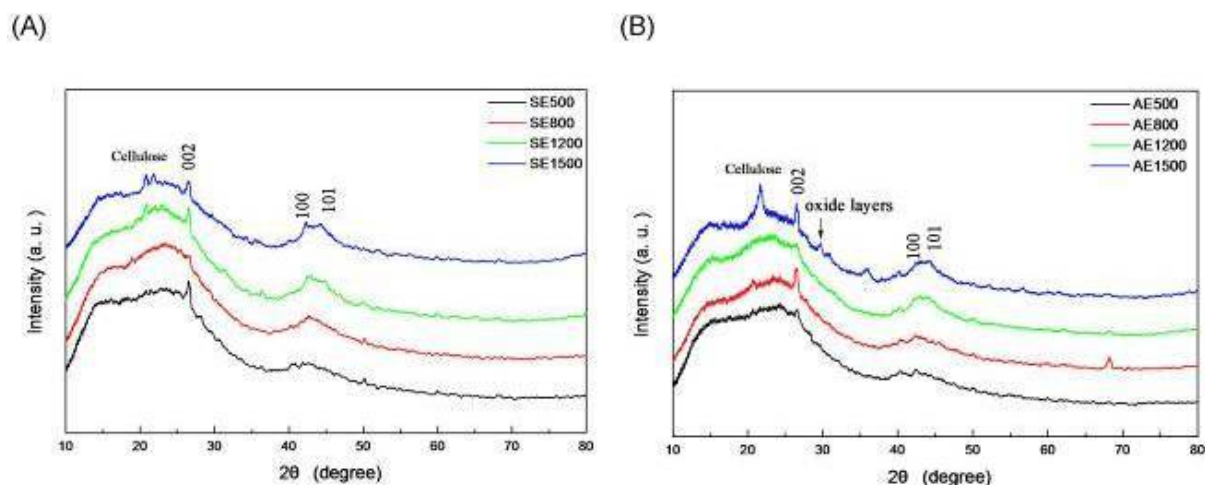 (A)
SE500
SE800
SE1200
SE1500
Cellulose
002
100
101
Intensity (a. u. )
10 20 30 40 50 60 70 80
2θ (degree)
(B)
AE500
AE800
AE1200
AE1500
Cellulose
002
oxide layers
100
101
Intensity (a. u. )
10 20 30 40 50 60 70 80
2θ (degree)